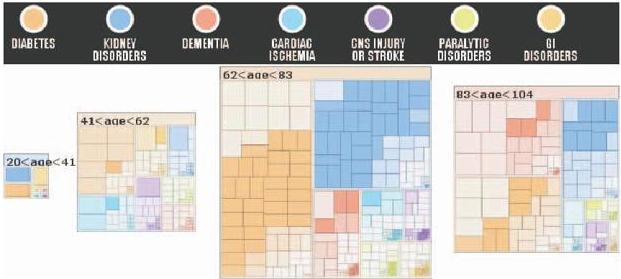 DIABETES
KIDNEY
DISORDERS
DEMENTIA
CARDIAC
ISCHEMIA
CNS INJURY
OR STROKE
PARALYTIC
DISORDERS
GI
DISORDERS
20<age<41
41<age<62
62<age<83
83<age<104